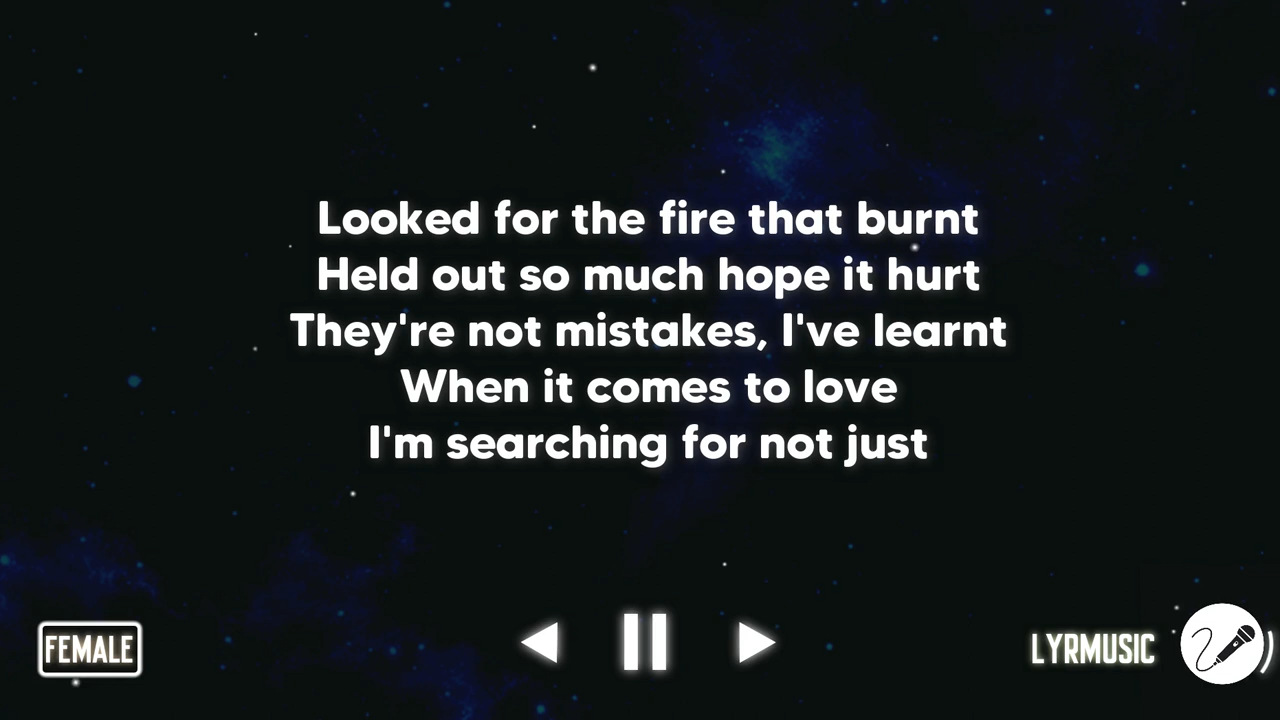 Looked for the fire that burnt
Held out so much hope it hurt
They're not mistakes, I've learnt
When it comes to love
I'm searching for not just
FEMALE
LYRMUSIC